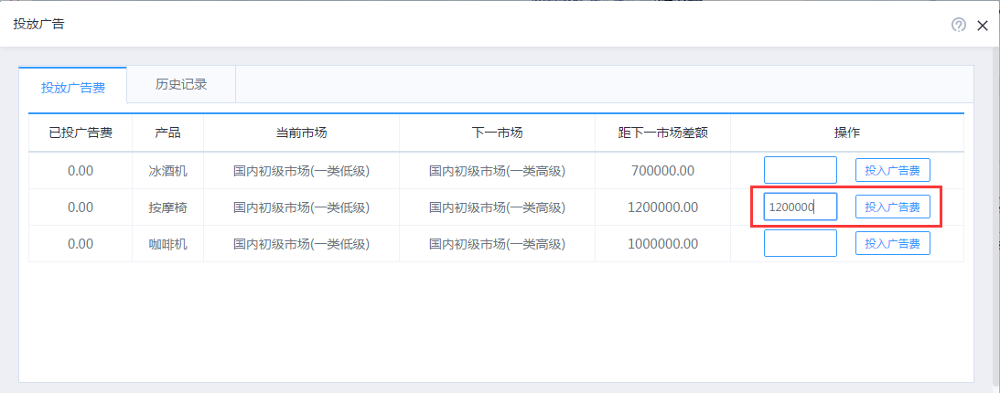 投放广告
投放广告费 历史记录
已投广告费 产品 当前市场 下一市场 距下一市场差额 操作
0.00 冰酒机 国内初级市场(一类低级) 国内初级市场(一类高级) 700000.00 投入广告费
0.00 按摩椅 国内初级市场(一类低级) 国内初级市场(一类高级) 1200000.00 1200000 投入广告费
0.00 咖啡机 国内初级市场(一类低级) 国内初级市场(一类高级) 1000000.00 投入广告费